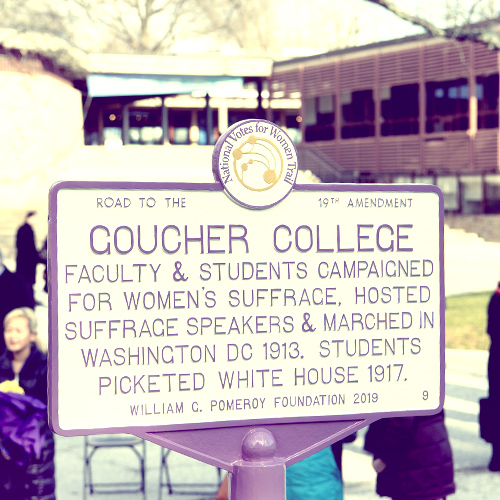 National Votes for Women Trail
ROAD TO THE 19TH AMENDMENT
GOUCHER COLLEGE
FACULTY & STUDENTS CAMPAIGNED
FOR WOMEN'S SUFFRAGE, HOSTED
SUFFRAGE SPEAKERS & MARCHED IN
WASHINGTON DC 1913. STUDENTS
PICKETED WHITE HOUSE 1917.
WILLIAM G. POMEROY FOUNDATION 2019 9